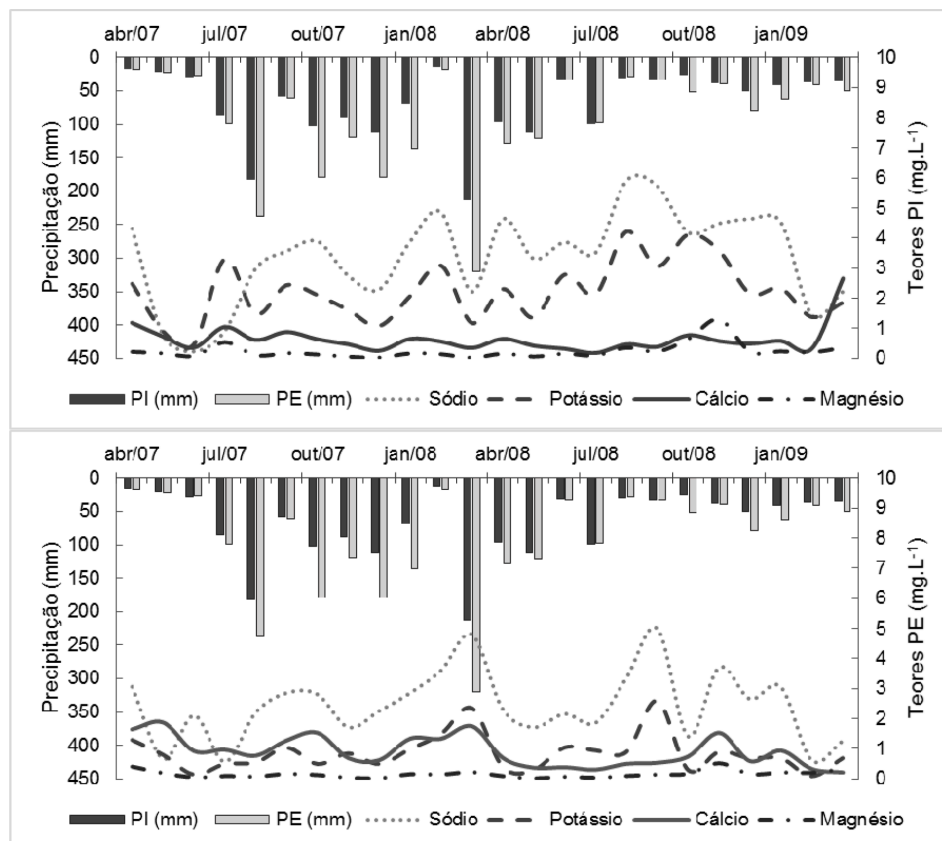 abr/07 jul/07 out/07 jan/08 abr/08 jul/08 out/08 jan/09
0 10
50 9
100 8
150 7
200 6
250 5
300 4
350 3
400 2
450 1
0
Precipitação (mm)
Teores PI (mg.L-1)
PI (mm) PE (mm) Sódio Potássio Cálcio Magnésio
abr/07 jul/07 out/07 jan/08 abr/08 jul/08 out/08 jan/09
0 10
50 9
100 8
150 7
200 6
250 5
300 4
350 3
400 2
450 1
0
Precipitação (mm)
Teores PE (mg.L-1)
PI (mm) PE (mm) Sódio Potássio Cálcio Magnésio